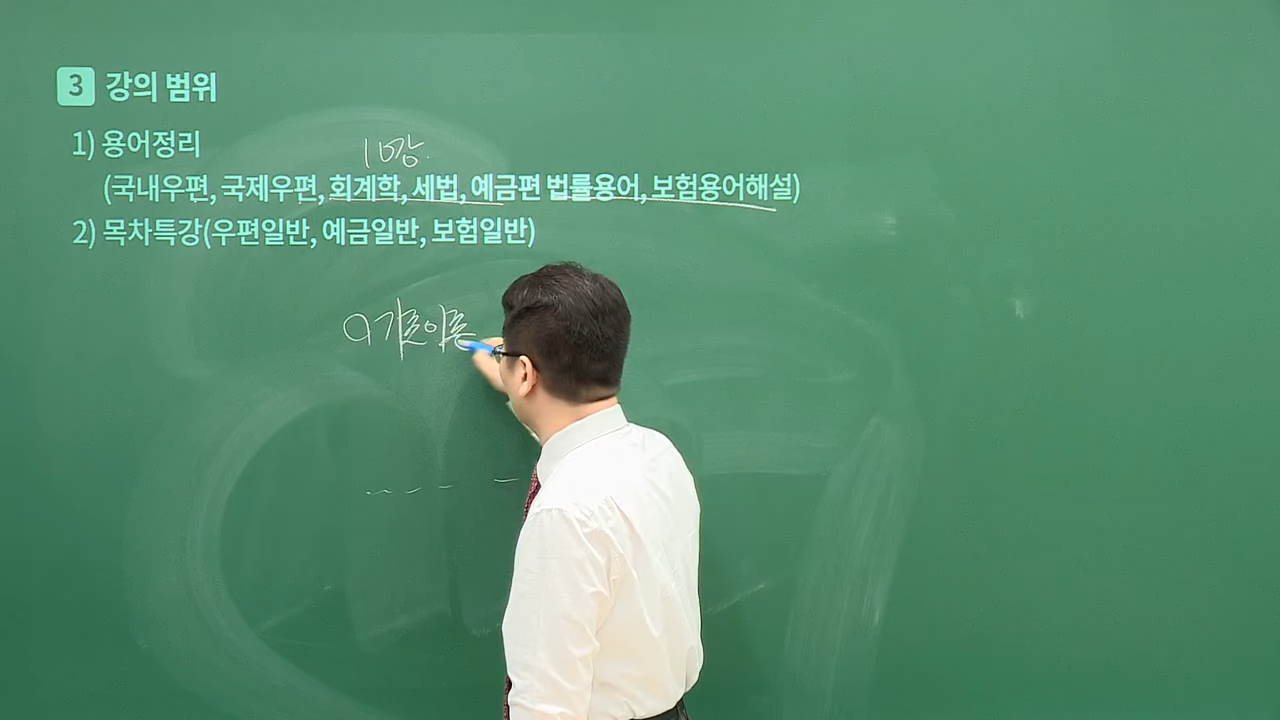 3 강의 범위
1) 용어정리
10강
(국내우편, 국제우편, 회계학, 세법, 예금편 법률용어, 보험용어해설)
2) 목차특강(우편일반, 예금일반, 보험일반)
기초이론